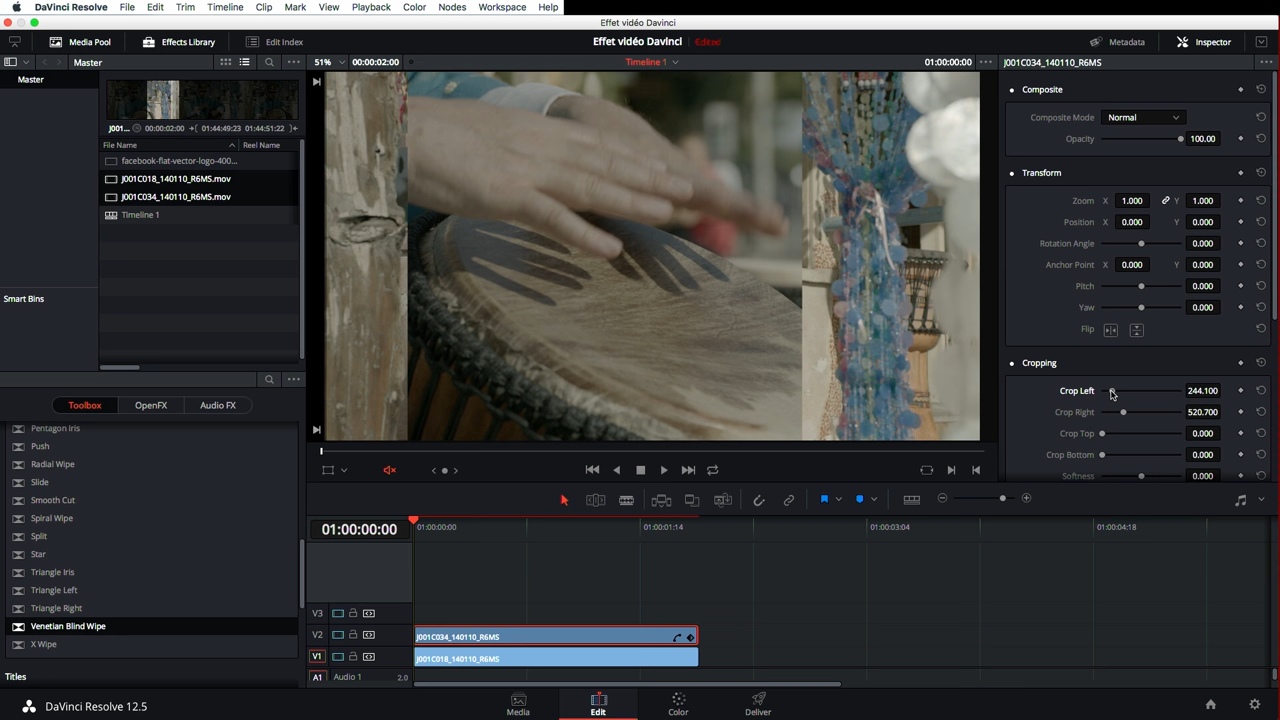 DaVinci Resolve File Edit Trim Timeline Clip Mark View Playback Color Nodes Workspace Help
Effet vidéo DavincI
Media Pool Effects Library Edit Index Effet vidéo DavincI Edited Metadata Inspector
Master 51% 00:00:02:00 Timeline 1 01:00:00:00 J001C034_140110_R6MS
Master
J001... 00:00:02:00 01:44:49:23 01:44:51:22
File Name Reel Name
facebook-flat-vector-logo-400...
J001C018_140110_R6MS.mov
J001C034_140110_R6MS.mov
Timeline 1
Smart Bins
Toolbox OpenFX Audio FX
Pentagon Iris
Push
Radial Wipe
Slide
Smooth Cut
Spiral Wipe
Split
Star
Triangle Iris
Triangle Left
Triangle Right
Venetian Blind Wipe
X Wipe
Titles
Composite
Composite Mode Normal
Opacity 100.00
Transform
Zoom X 1.000 Y 1.000
Position X 0.000 Y 0.000
Rotation Angle 0.000
Anchor Point X 0.000 Y 0.000
Pitch 0.000
Yaw 0.000
Flip
Cropping
Crop Left 244.100
Crop Right 520.700
Crop Top 0.000
Crop Bottom 0.000
Softness 0.000
01:00:00:00 01:00:00:00 01:00:01:14 01:00:03:04 01:00:04:18
V3
V2 J001C034_140110_R6MS
V1 J001C018_140110_R6MS
A1 Audio 1 2.0
DaVinci Resolve 12.5 Media Edit Color Deliver